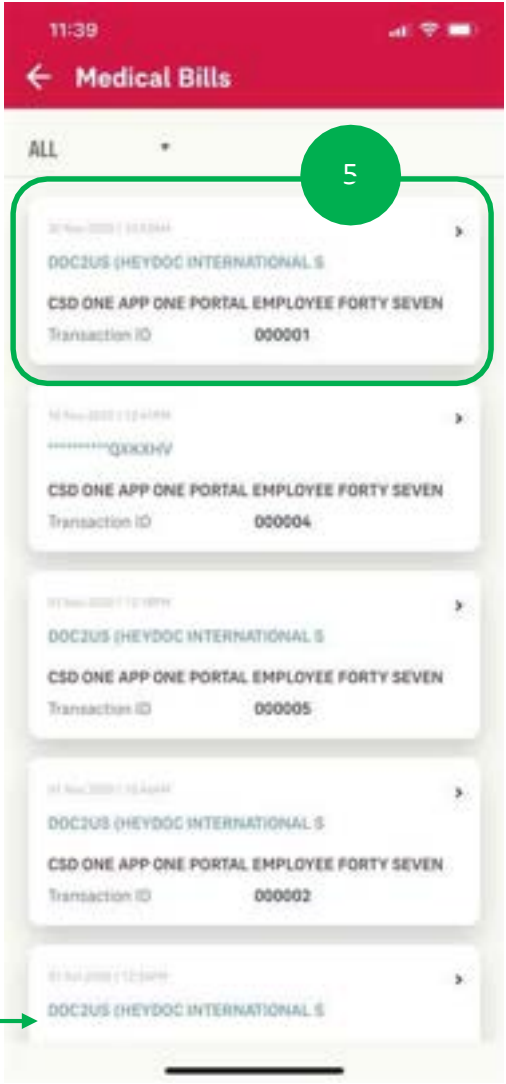 11:39
Medical Bills
ALL
5
DOC2US (HEYDOC INTERNATIONAL S
CSD ONE APP ONE PORTAL EMPLOYEE FORTY SEVEN
Transaction ID 000001
CSD ONE APP ONE PORTAL EMPLOYEE FORTY SEVEN
Transaction ID 000004
DOC2US (HEYDOC INTERNATIONAL S
CSD ONE APP ONE PORTAL EMPLOYEE FORTY SEVEN
Transaction ID 000005
DOC2US (HEYDOC INTERNATIONAL S
CSD ONE APP ONE PORTAL EMPLOYEE FORTY SEVEN
Transaction ID 000002
DOC2US (HEYDOC INTERNATIONAL S